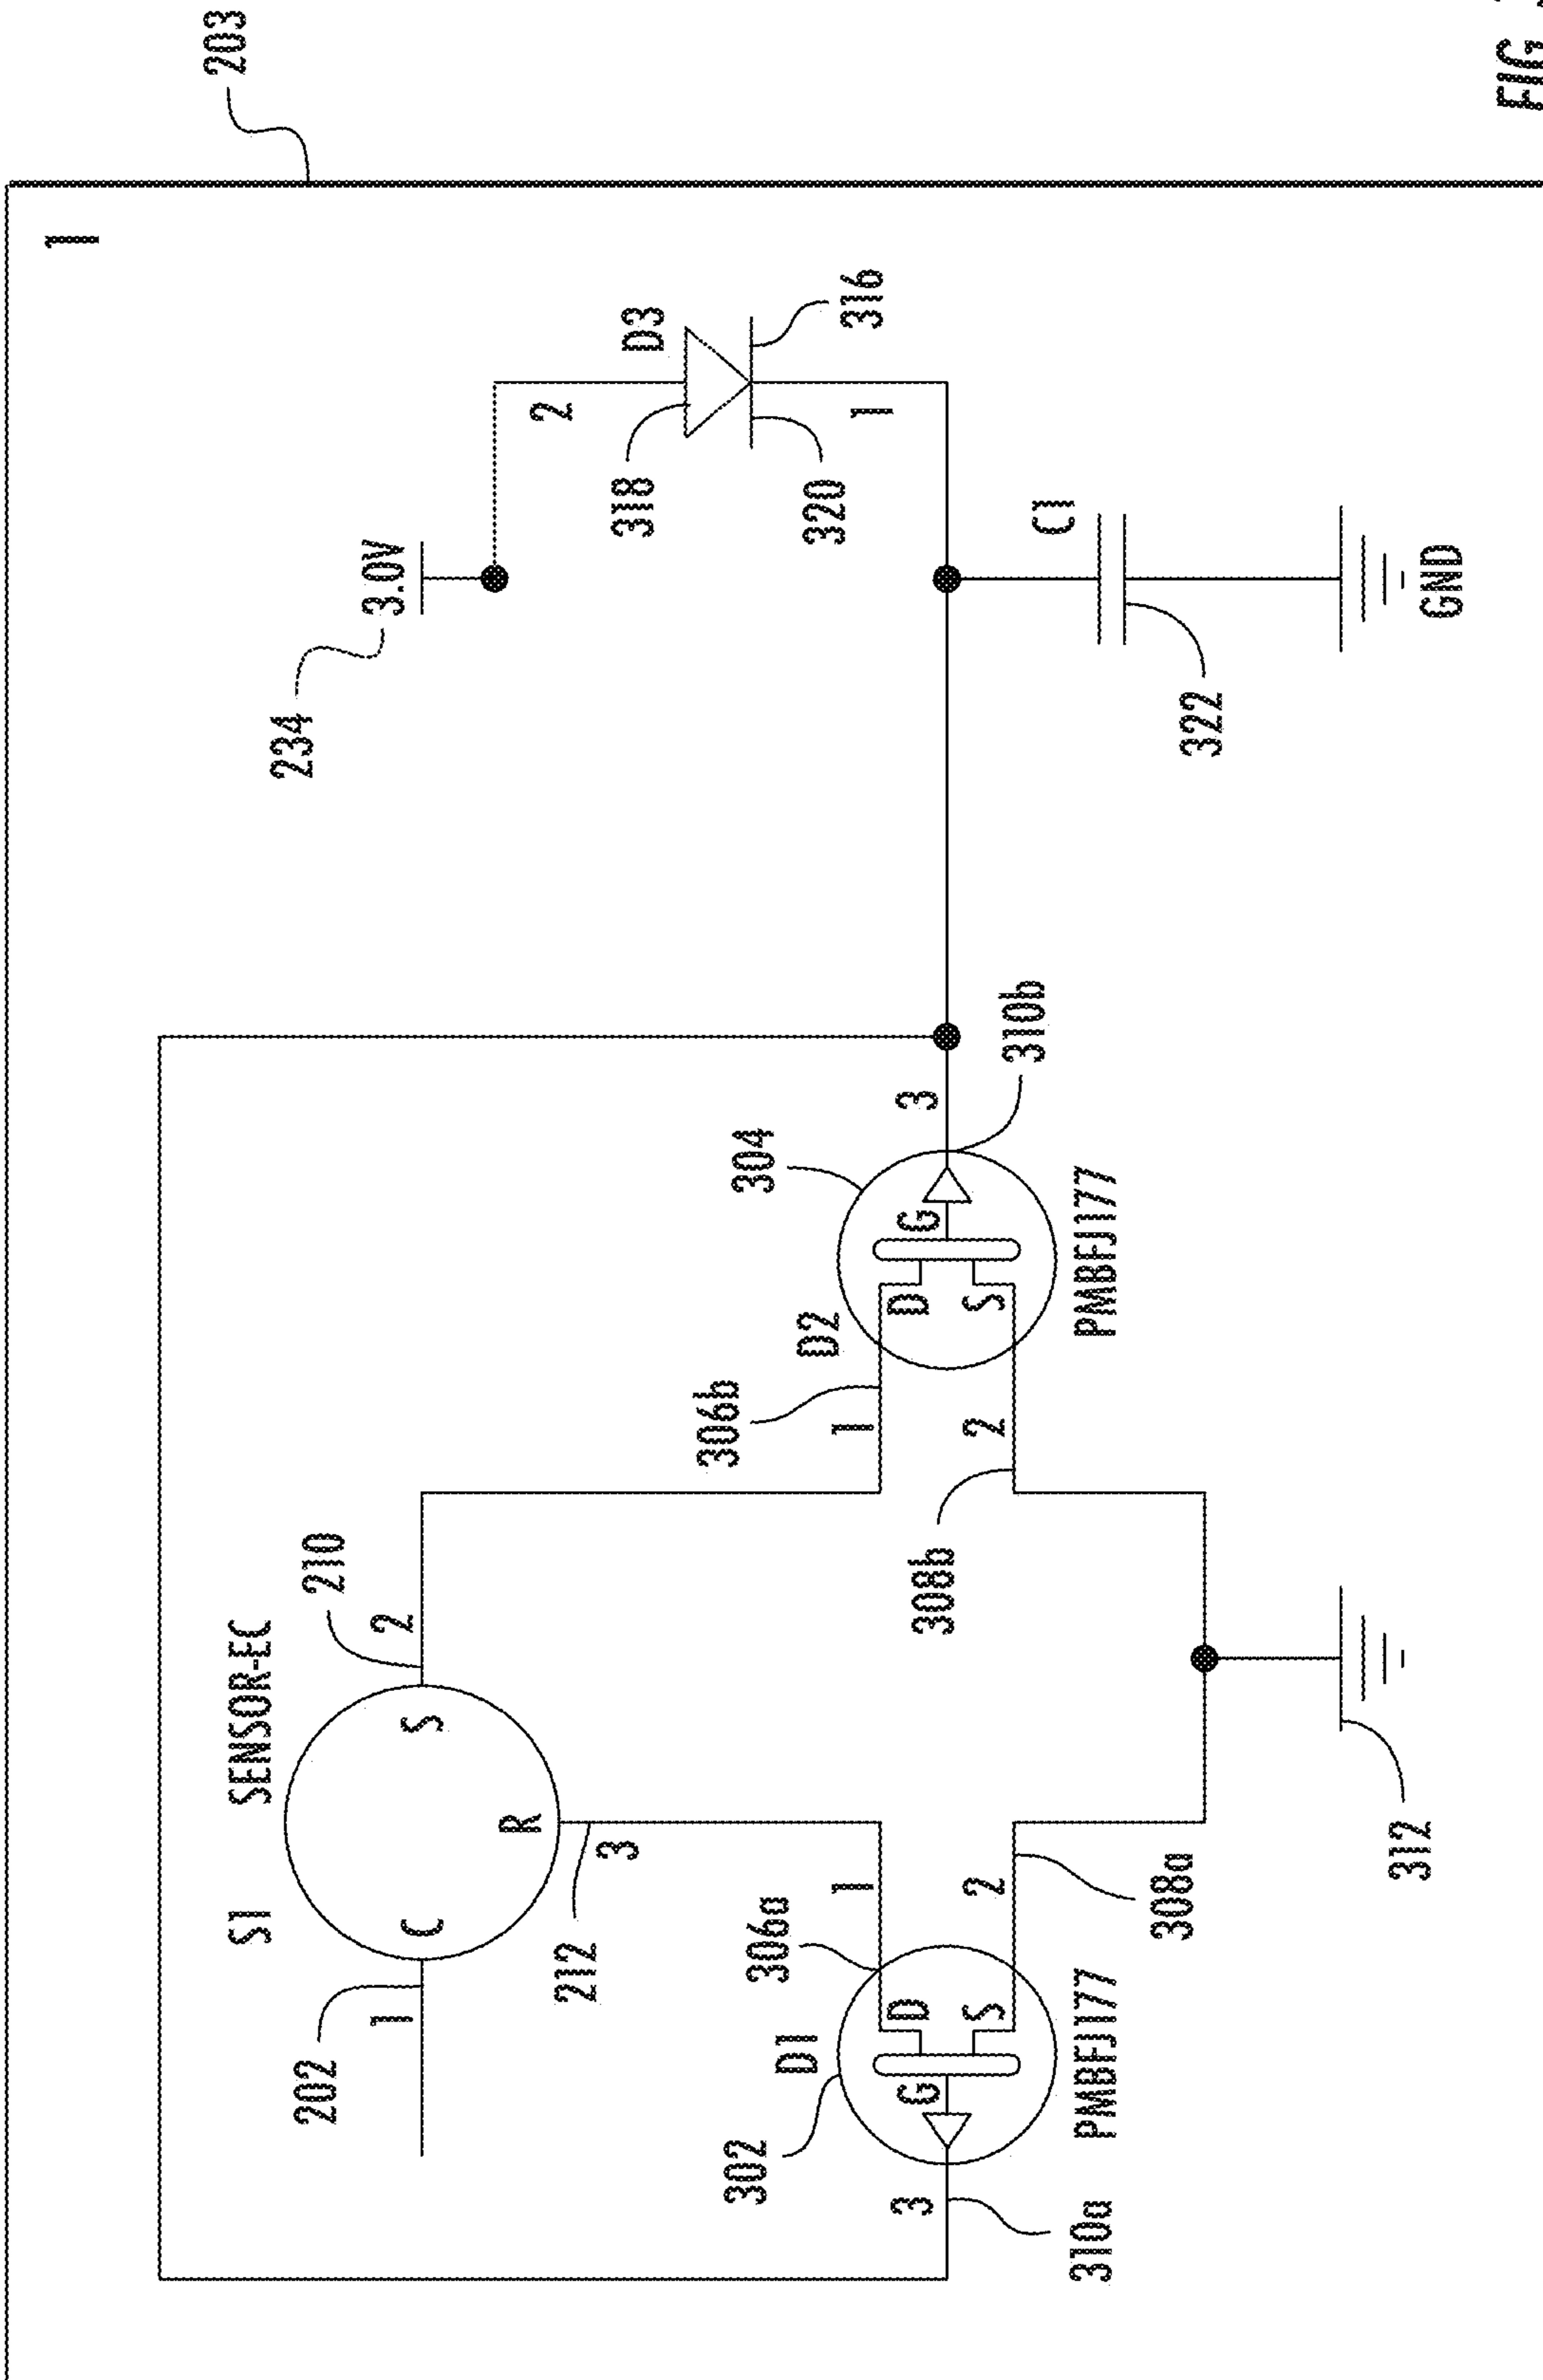 203
1
234
3.0V
2
D3
318
316
320
1
C1
322
GND
S1
SENSOR-EC
C
S
R
202
1
210
2
212
3
306b
1
D2
304
D
G
S
3
310b
2
308b
PMBFJ177
302
D1
306a
1
D
G
S
3
310a
2
308a
PMBFJ177
312
FIG.